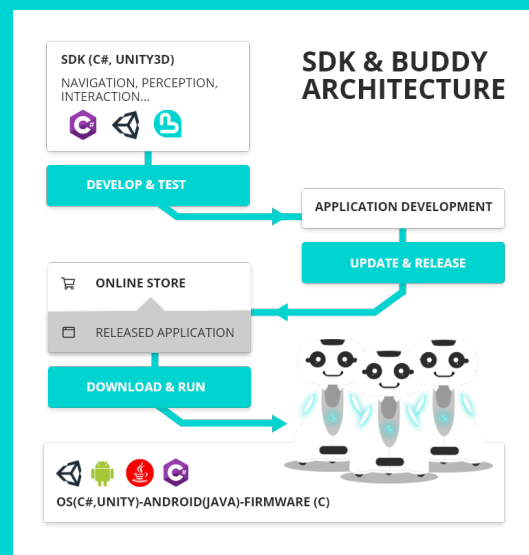 SDK & BUDDY
ARCHITECTURE
SDK (C#, UNITY3D)
NAVIGATION, PERCEPTION,
INTERACTION...
C#
DEVELOP & TEST
APPLICATION DEVELOPMENT
UPDATE & RELEASE
ONLINE STORE
RELEASED APPLICATION
DOWNLOAD & RUN
C#
OS(C#,UNITY)-ANDROID(JAVA)-FIRMWARE (C)